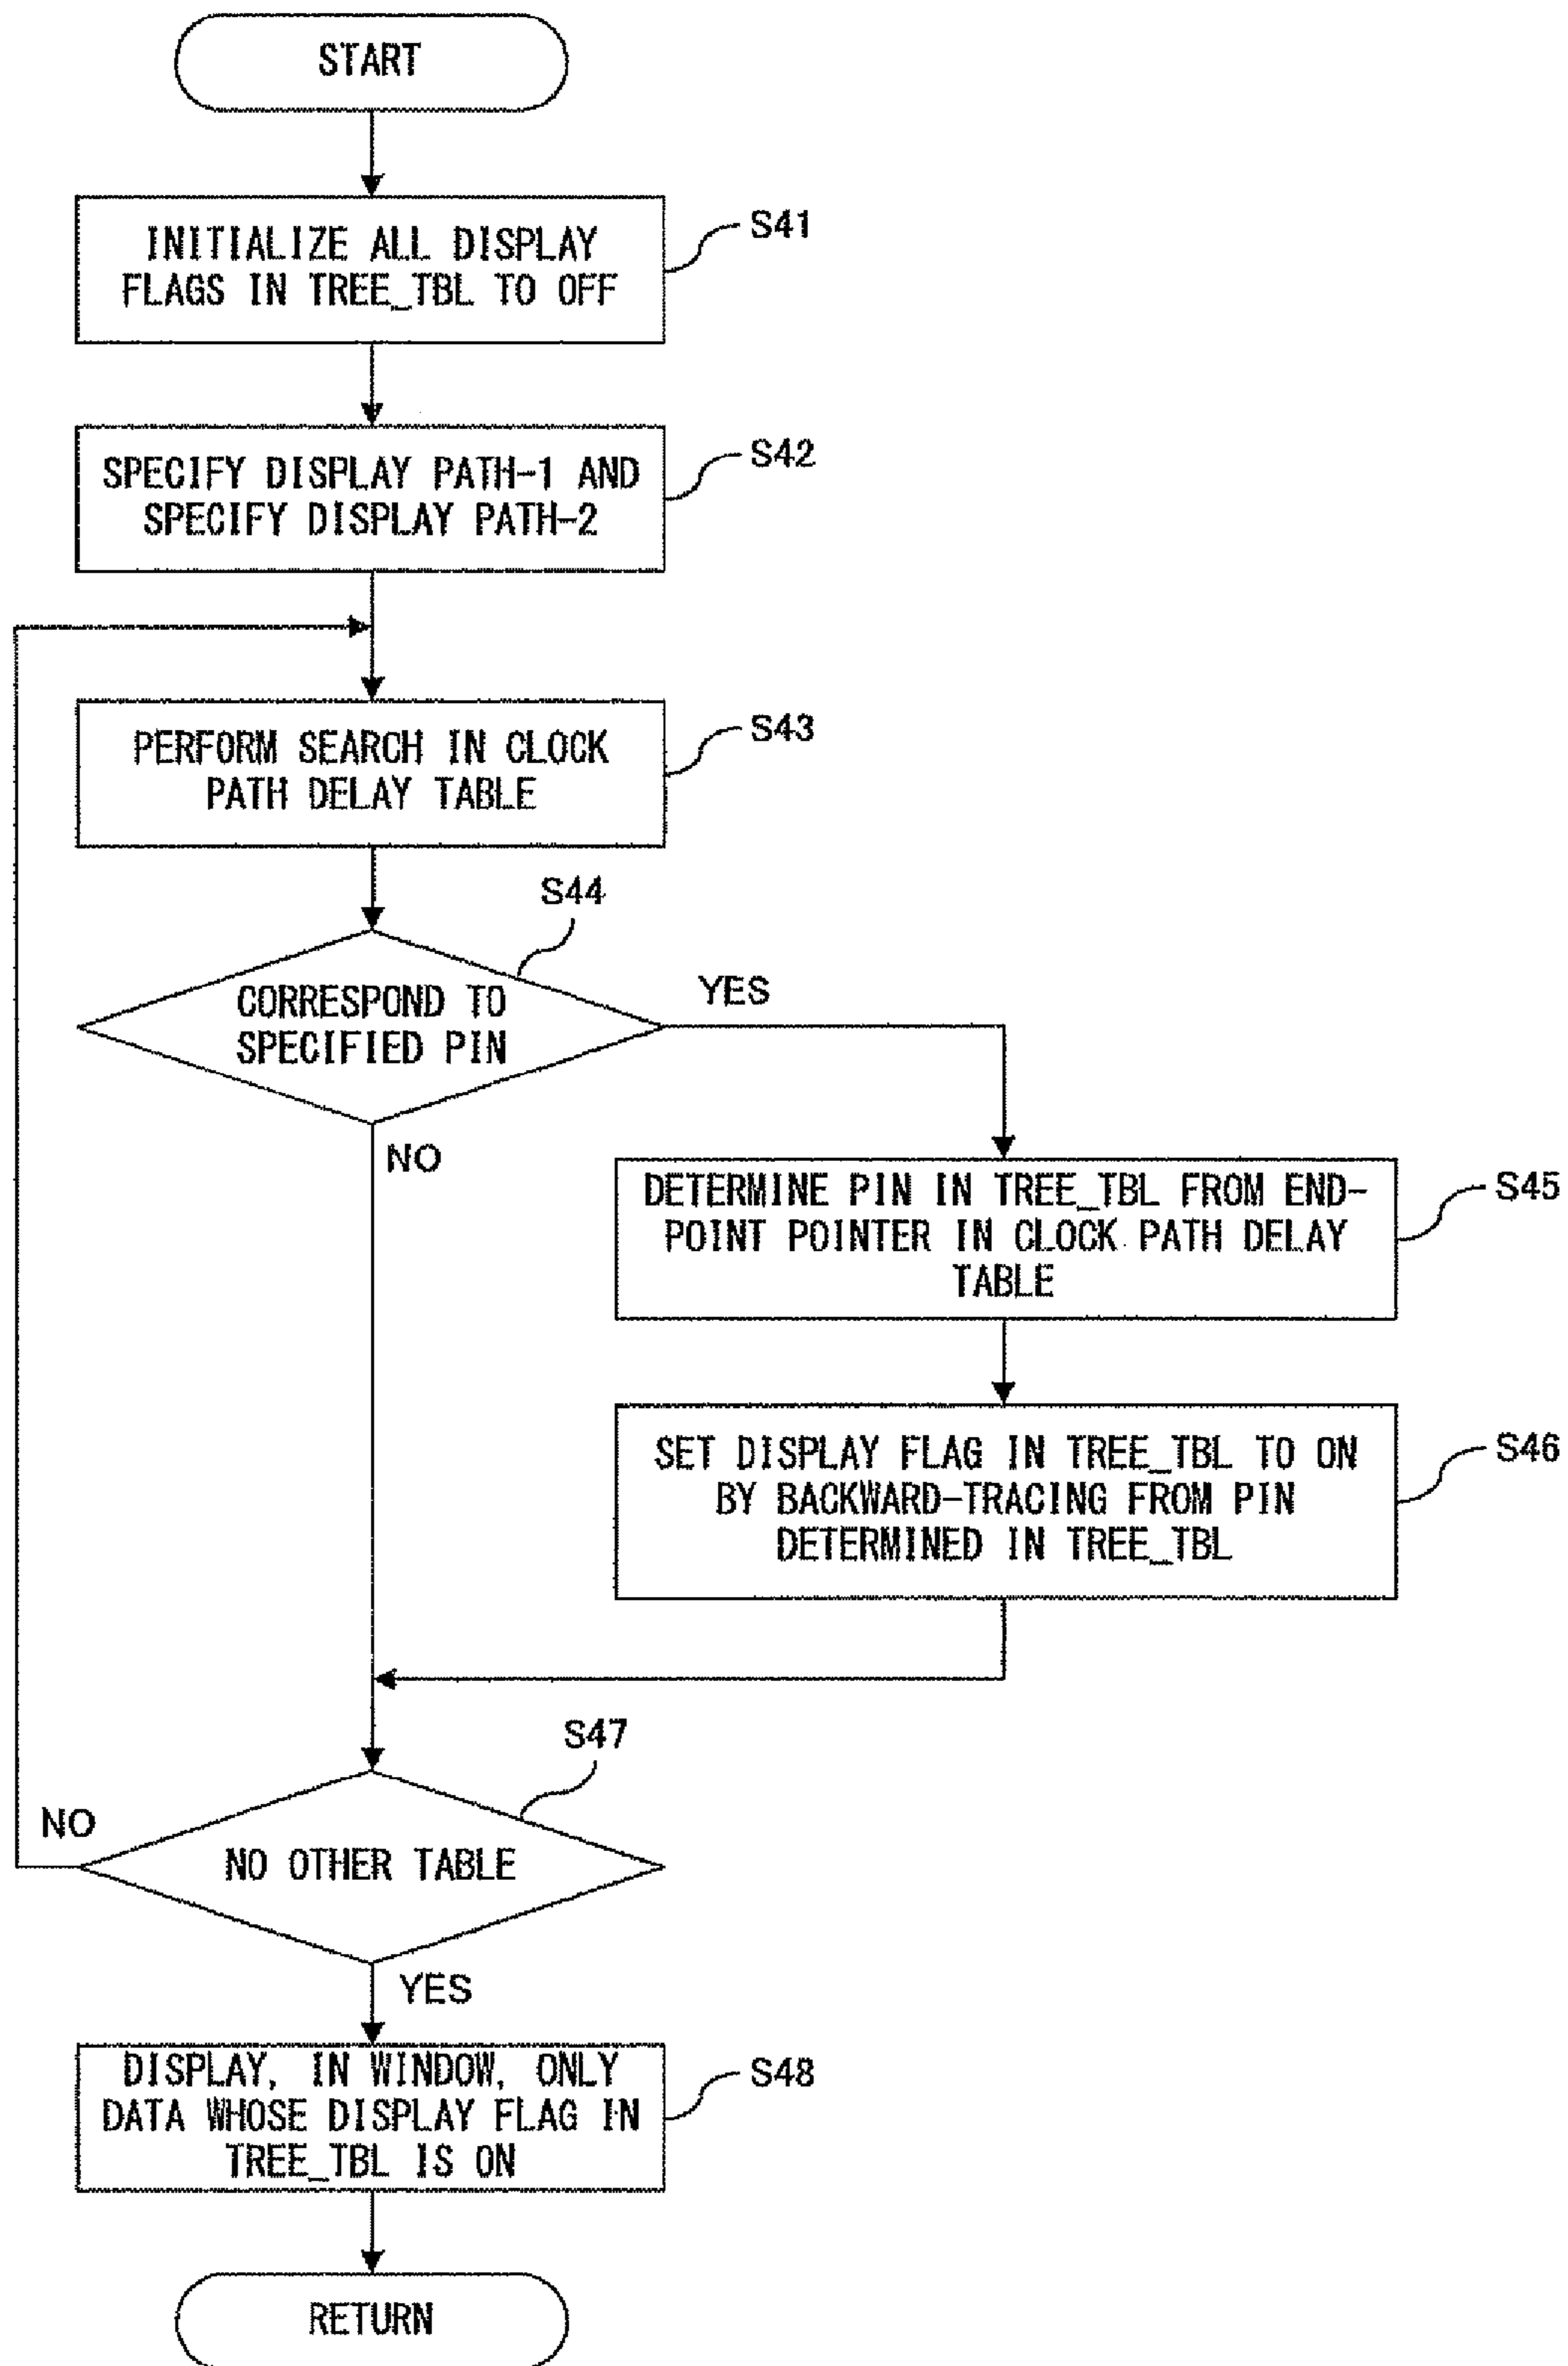 START
INITIALIZE ALL DISPLAY
FLAGS IN TREE_TBL TO OFF
S41
SPECIFY DISPLAY PATH-1 AND
SPECIFY DISPLAY PATH-2
S42
PERFORM SEARCH IN CLOCK
PATH DELAY TABLE
S43
S44
CORRESPOND TO
SPECIFIED PIN
YES
NO
DETERMINE PIN IN TREE_TBL FROM END-
POINT POINTER IN CLOCK PATH DELAY
TABLE
S45
SET DISPLAY FLAG IN TREE_TBL TO ON
BY BACKWARD-TRACING FROM PIN
DETERMINED IN TREE_TBL
S46
S47
NO
NO OTHER TABLE
YES
DISPLAY, IN WINDOW, ONLY
DATA WHOSE DISPLAY FLAG IN
TREE_TBL IS ON
S48
RETURN